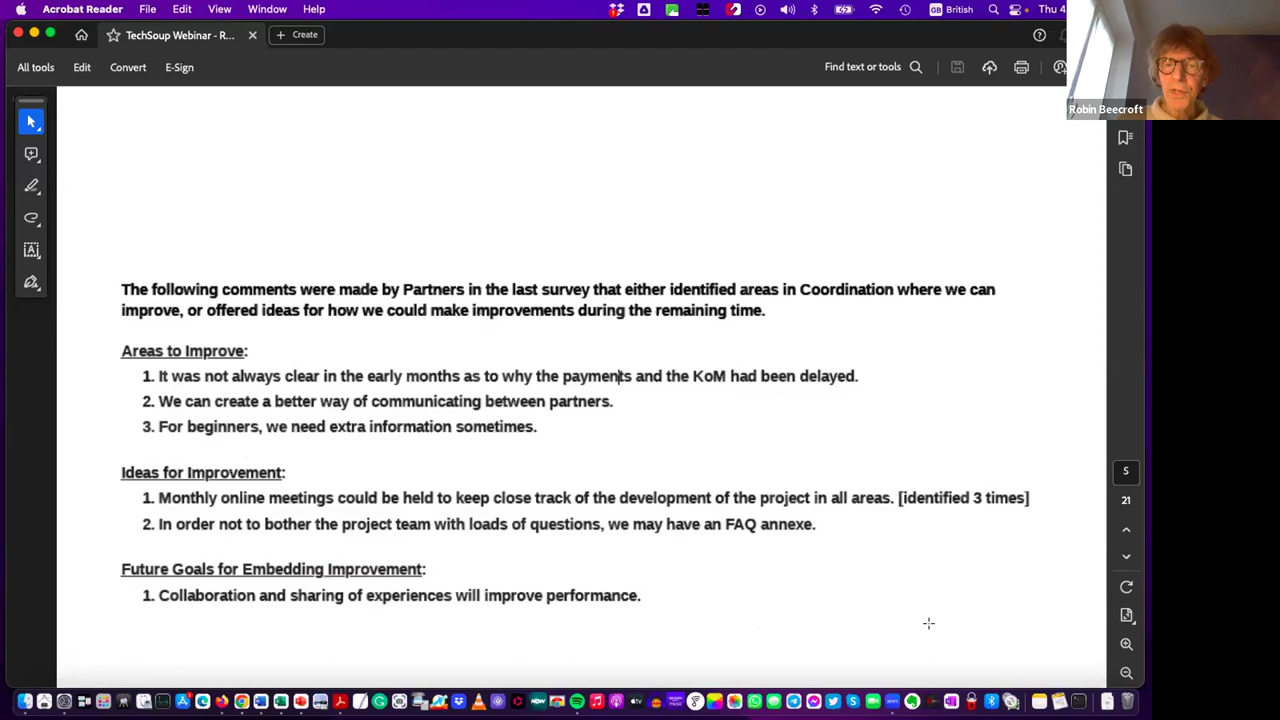 Acrobat Reader File Edit View Window Help British Thu 4
TechSoup Webinar - R... Create
All tools Edit Convert E-Sign Find text or tools
Robin Beecroft
The following comments were made by Partners in the last survey that either identified areas in Coordination where we can
improve, or offered ideas for how we could make improvements during the remaining time.
Areas to Improve:
1. It was not always clear in the early months as to why the payments and the KoM had been delayed.
2. We can create a better way of communicating between partners.
3. For beginners, we need extra information sometimes.
Ideas for Improvement:
1. Monthly online meetings could be held to keep close track of the development of the project in all areas. [identified 3 times]
2. In order not to bother the project team with loads of questions, we may have an FAQ annexe.
Future Goals for Embedding Improvement:
1. Collaboration and sharing of experiences will improve performance.
5
21